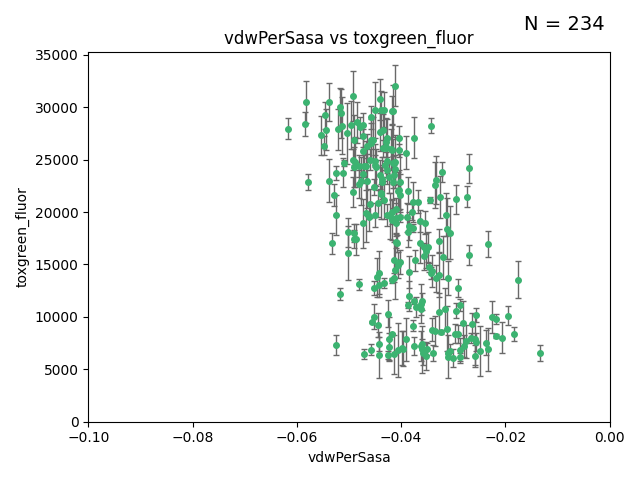 N = 234
vdwPerSasa vs toxgreen_fluor
35000
30000
25000
20000
15000
10000
5000
0
toxgreen_fluor
−0.10 −0.08 −0.06 −0.04 −0.02 0.00
vdwPerSasa